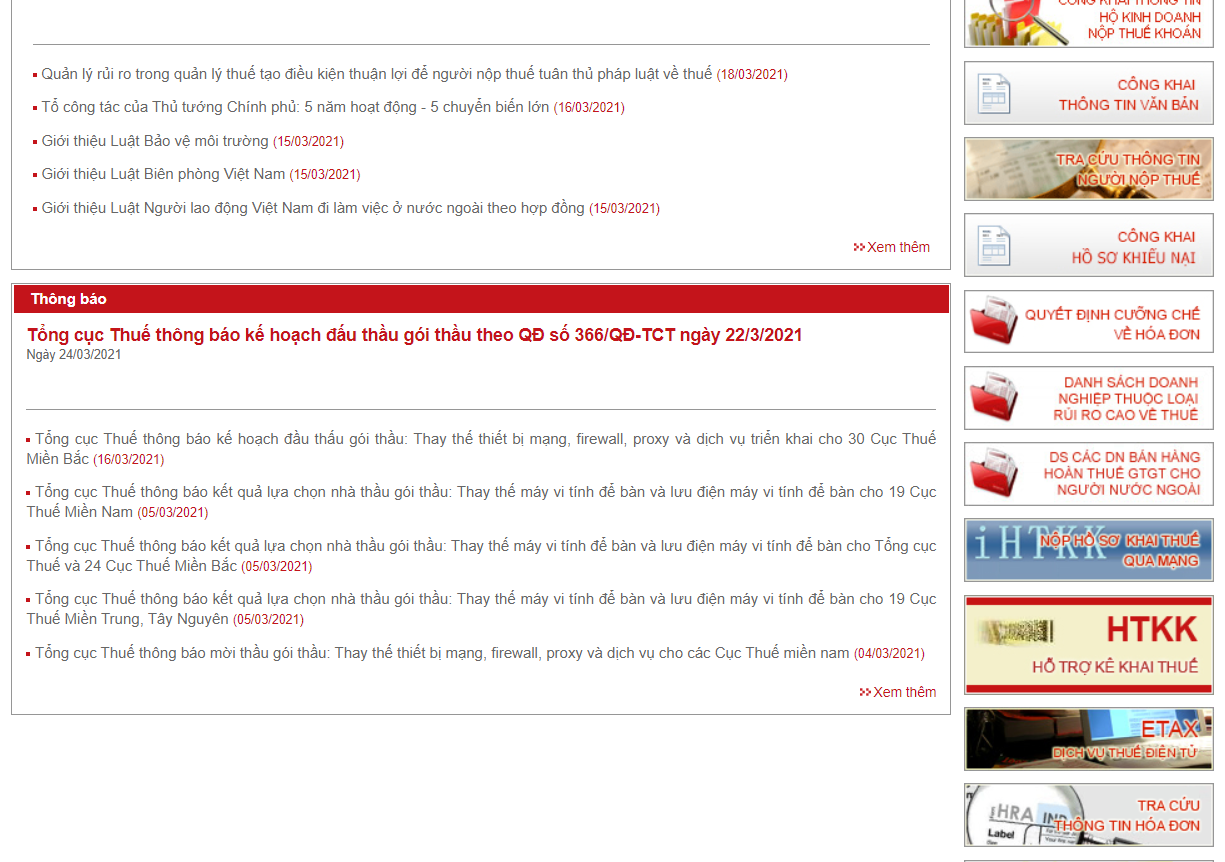 Quản lý rủi ro trong quản lý thuế tạo điều kiện thuận lợi để người nộp thuế tuân thủ pháp luật về thuế (18/03/2021)
Tổ công tác của Thủ tướng Chính phủ: 5 năm hoạt động - 5 chuyển biến lớn (16/03/2021)
Giới thiệu Luật Bảo vệ môi trường (15/03/2021)
Giới thiệu Luật Biên phòng Việt Nam (15/03/2021)
Giới thiệu Luật Người lao động Việt Nam đi làm việc ở nước ngoài theo hợp đồng (15/03/2021)
Xem thêm
Thông báo
Tổng cục Thuế thông báo kế hoạch đấu thầu gói thầu theo QĐ số 366/QĐ-TCT ngày 22/3/2021
Ngày 24/03/2021
Tổng cục Thuế thông báo kế hoạch đầu thấu gói thầu: Thay thế thiết bị mạng, firewall, proxy và dịch vụ triển khai cho 30 Cục Thuế
Miền Bắc (16/03/2021)
Tổng cục Thuế thông báo kết quả lựa chọn nhà thầu gói thầu: Thay thế máy vi tính để bàn và lưu điện máy vi tính để bàn cho 19 Cục
Thuế Miền Nam (05/03/2021)
Tổng cục Thuế thông báo kết quả lựa chọn nhà thầu gói thầu: Thay thế máy vi tính để bàn và lưu điện máy vi tính để bàn cho Tổng cục
Thuế và 24 Cục Thuế Miền Bắc (05/03/2021)
Tổng cục Thuế thông báo kết quả lựa chọn nhà thầu gói thầu: Thay thế máy vi tính để bàn và lưu điện máy vi tính để bàn cho 19 Cục
Thuế Miền Trung, Tây Nguyên (05/03/2021)
Tổng cục Thuế thông báo mời thầu gói thầu: Thay thế thiết bị mạng, firewall, proxy và dịch vụ cho các Cục Thuế miền nam (04/03/2021)
Xem thêm
CÔNG KHAI THÔNG TIN
HỘ KINH DOANH
NỘP THUẾ KHOÁN
CÔNG KHAI
THÔNG TIN VĂN BẢN
TRA CỨU THÔNG TIN
NGƯỜI NỘP THUẾ
CÔNG KHAI
HỒ SƠ KHIẾU NẠI
QUYẾT ĐỊNH CƯỠNG CHẾ
VỀ HÓA ĐƠN
DANH SÁCH DOANH
NGHIỆP THUỘC LOẠI
RỦI RO CAO VỀ THUẾ
DS CÁC DN BÁN HÀNG
HOÀN THUẾ GTGT CHO
NGƯỜI NƯỚC NGOÀI
iHTKK
NỘP HỒ SƠ KHAI THUẾ
QUA MẠNG
HTKK
HỖ TRỢ KÊ KHAI THUẾ
ETAX
DỊCH VỤ THUẾ ĐIỆN TỬ
TRA CỨU
THÔNG TIN HÓA ĐƠN
Label